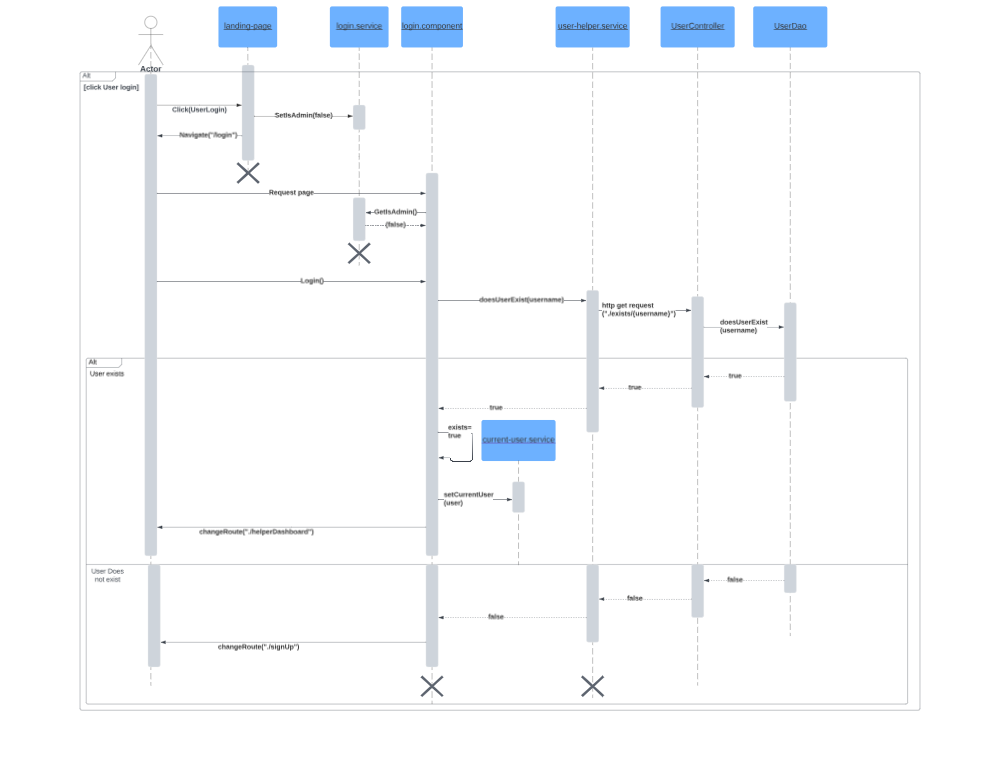 landing-page
login.service
login.component
user-helper.service
UserController
UserDao
Actor
Alt
[click User login]
Click(UserLogin)
SetIsAdmin(false)
Navigate("/login")
Request page
GetIsAdmin()
(false)
Login()
doesUserExist(username)
http get request
("./exists/{username}")
doesUserExist
(username)
Alt
User exists
true
true
true
exists=
true
current-user.service
setCurrentUser
(user)
changeRoute("./helperDashboard")
User Does
not exist
false
false
false
changeRoute("./signUp")